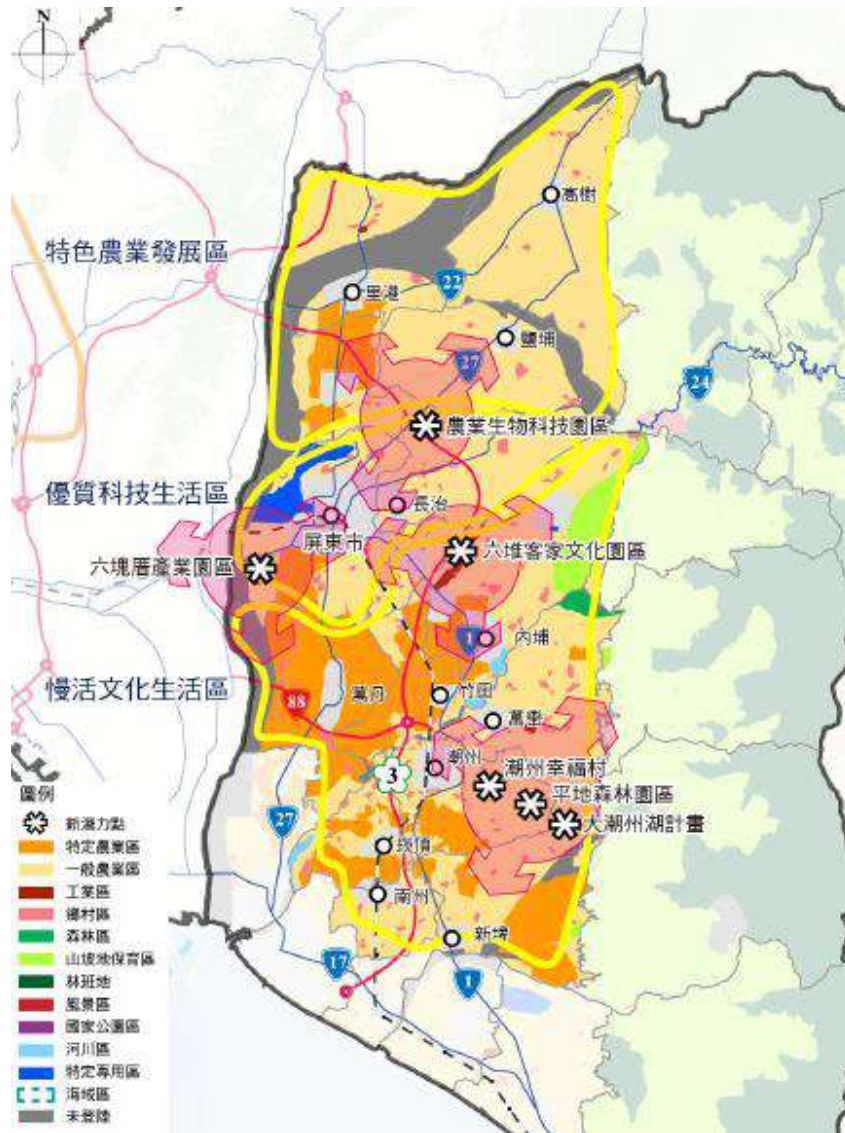 N
高樹
特色農業發展區
里港
22
鹽埔
27
24
農業生物科技園區
優質科技生活區
長治
屏東市
六堆客家文化園區
六塊厝產業園區
1
內埔
慢活文化生活區
萬丹
竹田
88
萬巒
潮州
3
潮州幸福村
平地森林園區
大潮州湖計畫
27
崁頂
南州
新埤
17
1
圖例
新潛力點
特定農業區
一般農業區
工業區
鄉村區
森林區
山坡地保育區
林班地
風景區
國家公園區
河川區
特定專用區
海域區
未登陸